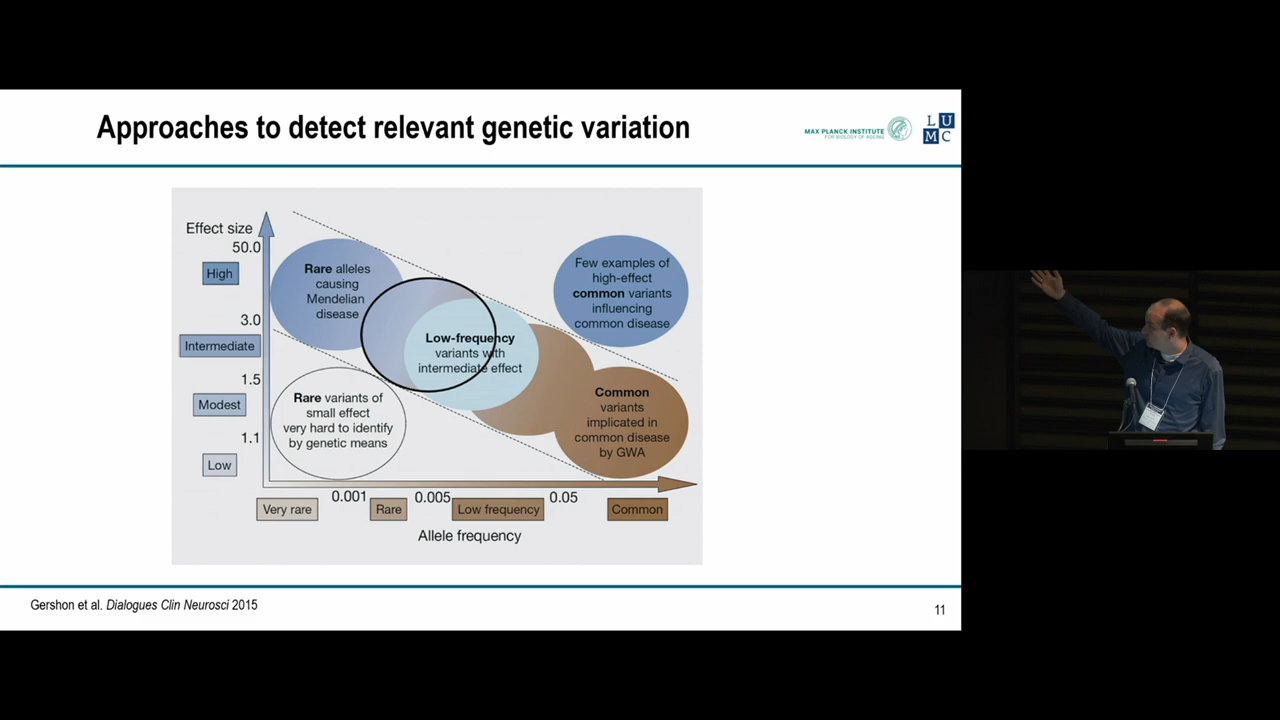 Approaches to detect relevant genetic variation
MAX PLANCK INSTITUTE
FOR BIOLOGY OF AGEING
L U
M C
Effect size
50.0
High
3.0
Intermediate
1.5
Modest
1.1
Low
Rare alleles
causing
Mendelian
disease
Few examples of
high-effect
common variants
influencing
common disease
Low-frequency
variants with
intermediate effect
Rare variants of
small effect
very hard to identify
by genetic means
Common
variants
implicated in
common disease
by GWA
0.001
0.005
0.05
Very rare
Rare
Low frequency
Common
Allele frequency
Gershon et al. Dialogues Clin Neurosci 2015
11